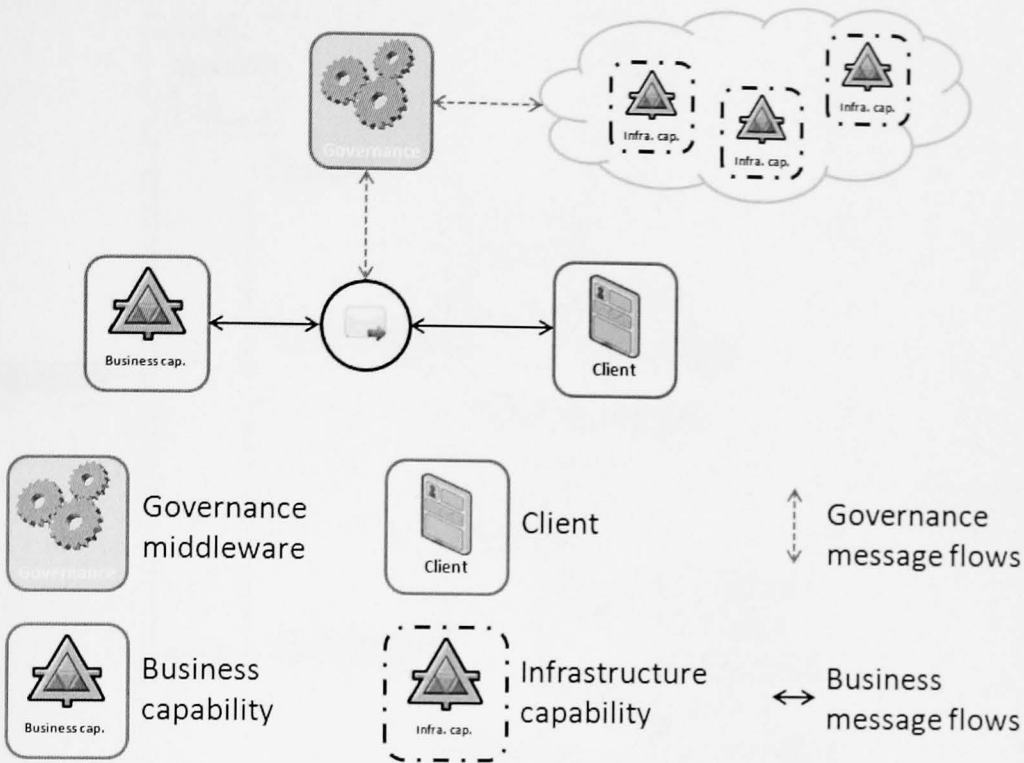 Governance
Infra. cap.
Infra. cap.
Infra. cap.
Business cap.
Client
Governance
Governance
middleware
Client
Client
Governance
message flows
Business cap.
Business
capability
Infra. cap.
Infrastructure
capability
Business
message flows